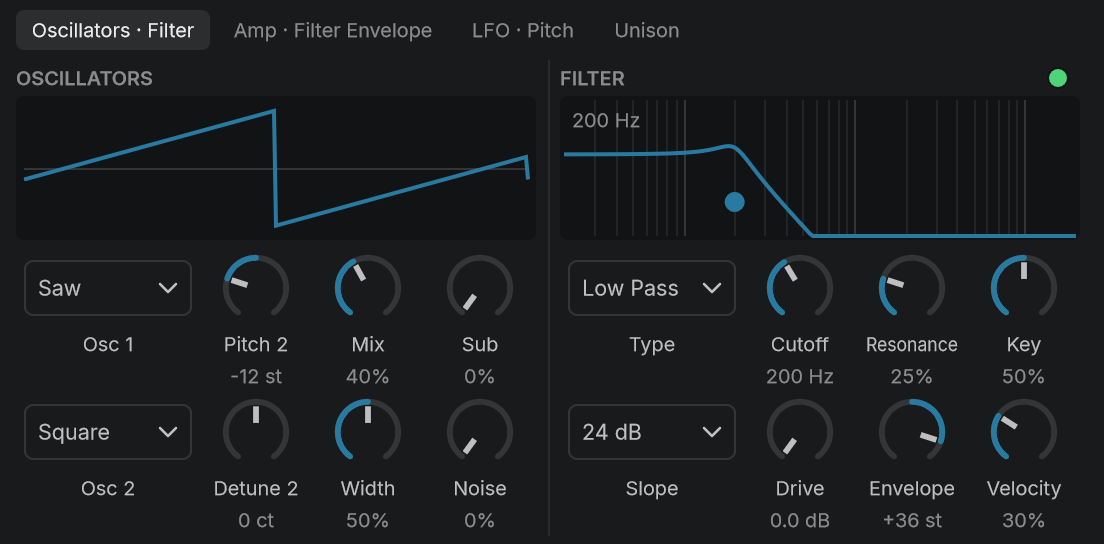 Oscillators · Filter
Amp · Filter Envelope
LFO · Pitch
Unison
OSCILLATORS
Saw
Osc 1
Pitch 2
-12 st
Mix
40%
Sub
0%
Square
Osc 2
Detune 2
0 ct
Width
50%
Noise
0%
FILTER
200 Hz
Low Pass
Type
Cutoff
200 Hz
Resonance
25%
Key
50%
24 dB
Slope
Drive
0.0 dB
Envelope
+36 st
Velocity
30%